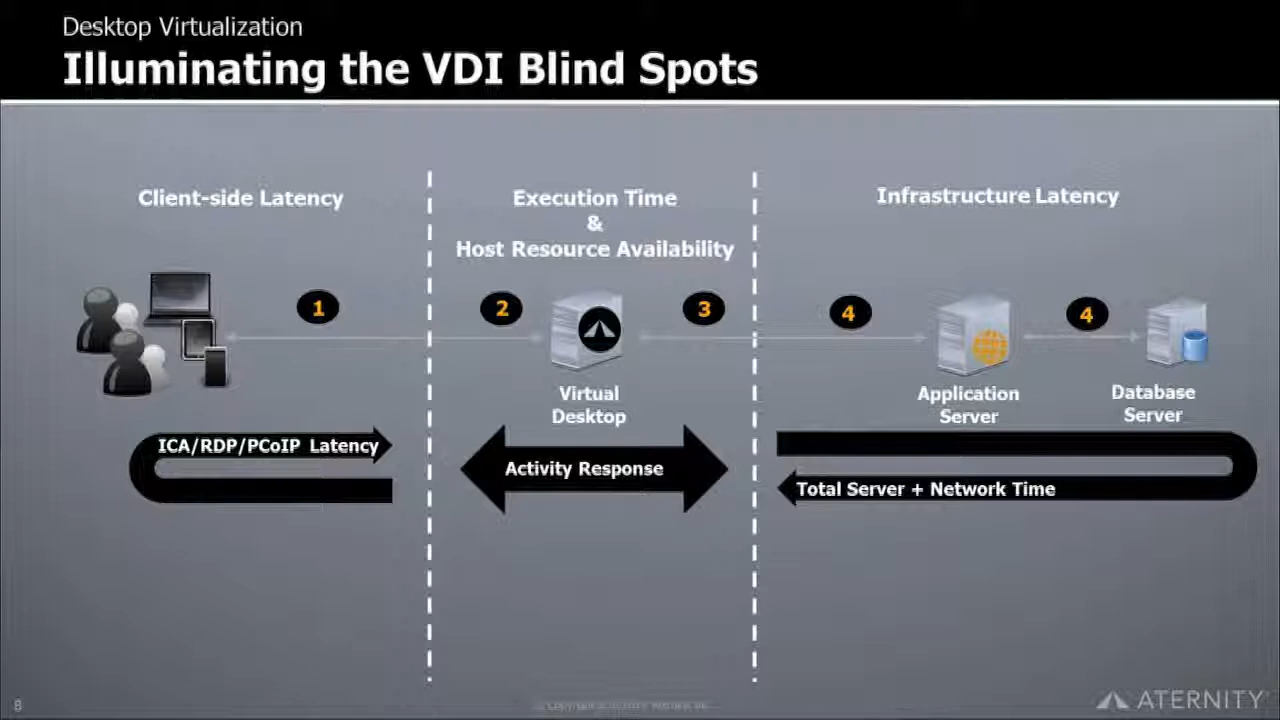 Desktop Virtualization
Illuminating the VDI Blind Spots
Client-side Latency
Execution Time
&
Host Resource Availability
Infrastructure Latency
1
2
3
4
4
Virtual
Desktop
Application
Server
Database
Server
ICA/RDP/PCoIP Latency
Activity Response
Total Server + Network Time
8
ATERNITY